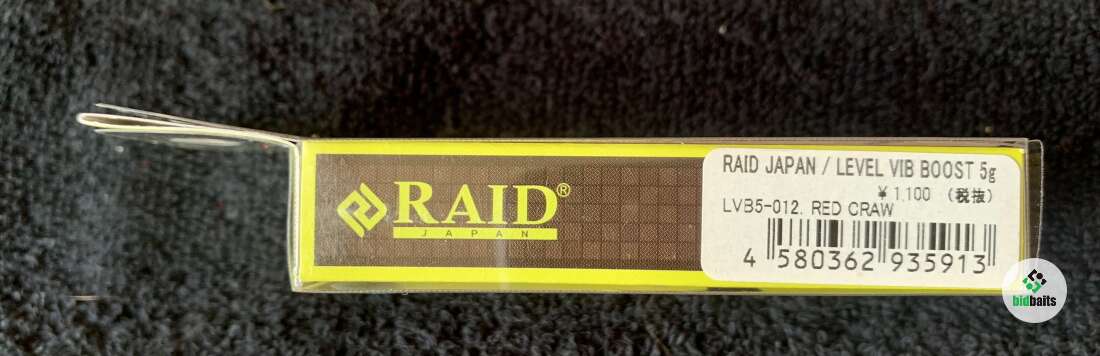 RAID®
JAPAN
RAID JAPAN / LEVEL VIB BOOST 5g
¥1,100 (税抜)
LVB5-012. RED CRAW
4 580362 935913
bidbaits